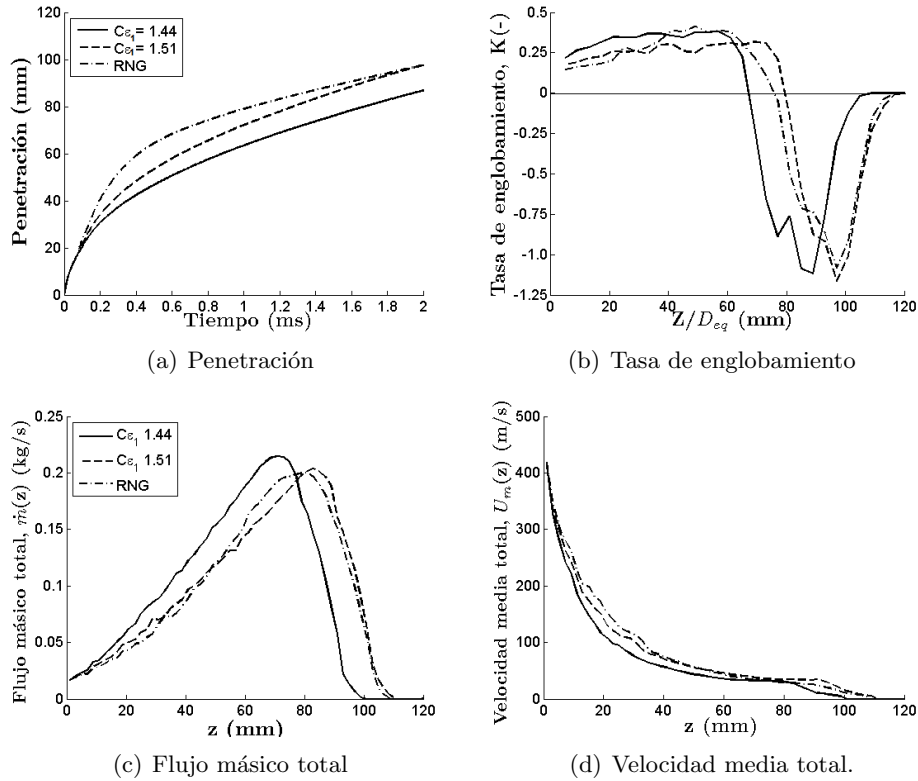 Penetración (mm)
120
100
80
60
40
20
0
Cε₁= 1.44
Cε₁= 1.51
RNG
0 0.2 0.4 0.6 0.8 1 1.2 1.4 1.6 1.8 2
Tiempo (ms)
(a) Penetración
Tasa de englobamiento, K(-)
0.50
0.25
0
-0.25
-0.5
-0.75
-1.0
-1.25
0 20 40 60 80 100 120
Z/D_eq (mm)
(b) Tasa de englobamiento
Flujo másico total, ṁ(z) (kg/s)
0.25
0.2
0.15
0.1
0.05
0
Cε₁ 1.44
Cε₁ 1.51
RNG
0 20 40 60 80 100 120
z (mm)
(c) Flujo másico total
Velocidad media total, U_m(z) (m/s)
500
400
300
200
100
0
0 20 40 60 80 100 120
z (mm)
(d) Velocidad media total.